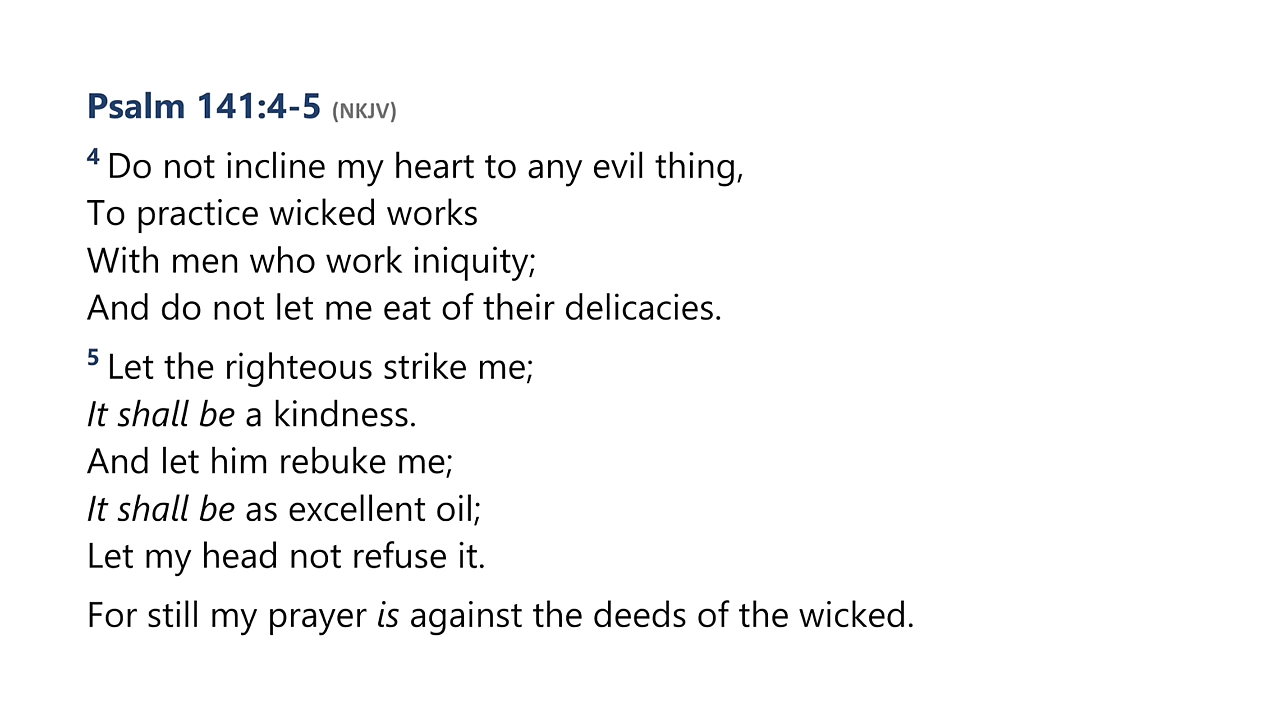 Psalm 141:4-5 (NKJV)
4 Do not incline my heart to any evil thing,
To practice wicked works
With men who work iniquity;
And do not let me eat of their delicacies.
5 Let the righteous strike me;
It shall be a kindness.
And let him rebuke me;
It shall be as excellent oil;
Let my head not refuse it.
For still my prayer is against the deeds of the wicked.